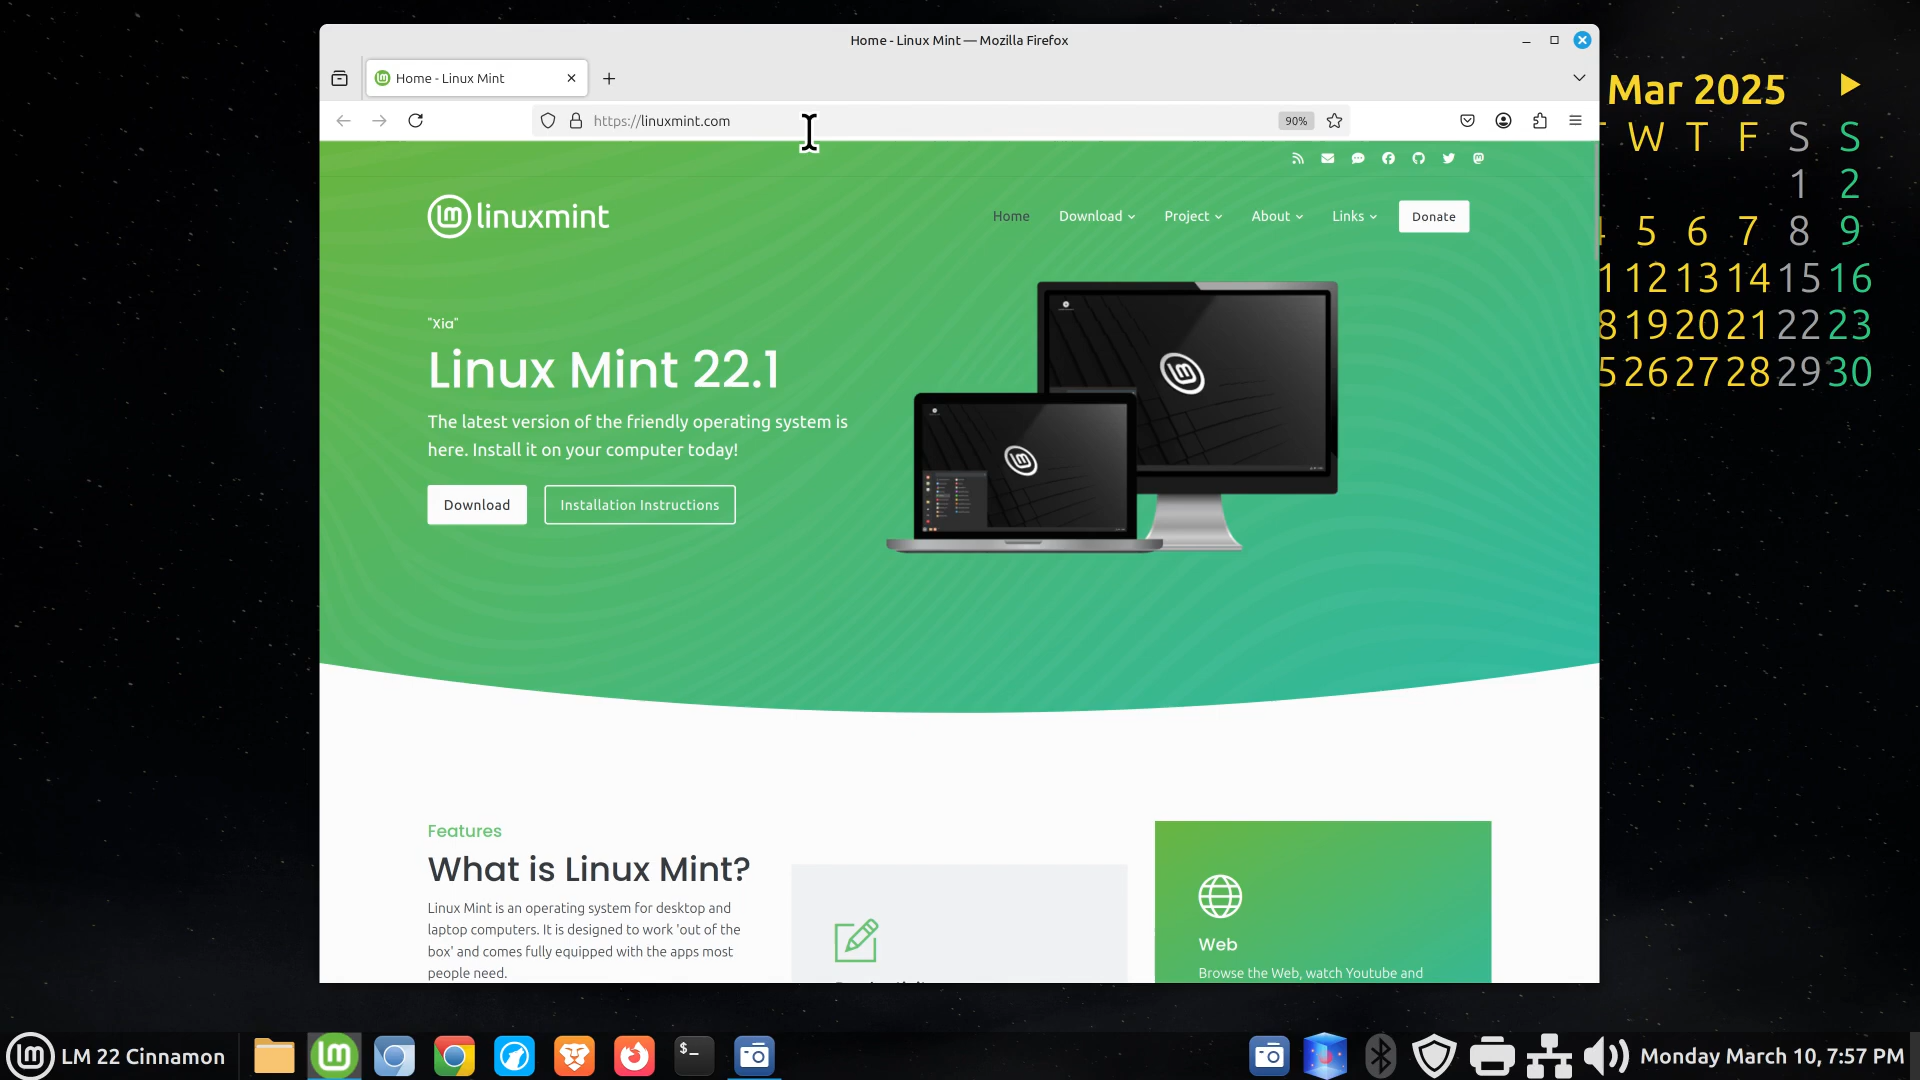 Home - Linux Mint — Mozilla Firefox
Home - Linux Mint
https://linuxmint.com
90%
linuxmint
Home
Download
Project
About
Links
Donate
"Xia"
Linux Mint 22.1
The latest version of the friendly operating system is
here. Install it on your computer today!
Download
Installation Instructions
Features
What is Linux Mint?
Linux Mint is an operating system for desktop and
laptop computers. It is designed to work 'out of the
box' and comes fully equipped with the apps most
people need.
Web
Browse the Web, watch Youtube and
Mar 2025
W T F S S
1 2
5 6 7 8 9
12 13 14 15 16
19 20 21 22 23
26 27 28 29 30
LM 22 Cinnamon
$_
Monday March 10, 7:57 PM